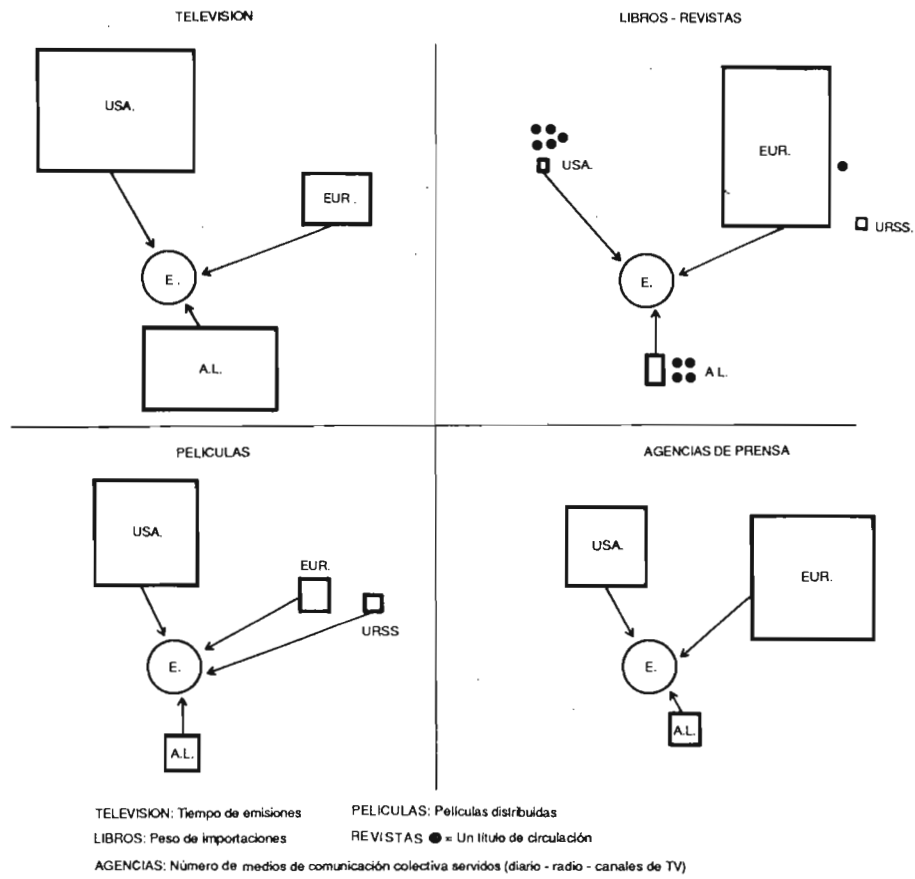 TELEVISION
USA.
EUR.
E.
A.L.
LIBROS - REVISTAS
USA.
EUR.
URSS.
E.
A.L.
PELICULAS
USA.
EUR.
URSS
E.
A.L.
AGENCIAS DE PRENSA
USA.
EUR.
E.
A.L.
TELEVISION: Tiempo de emisiones
PELICULAS: Películas distribuidas
LIBROS: Peso de importaciones
REVISTAS ● = Un título de circulación
AGENCIAS: Número de medios de comunicación colectiva servidos (diario - radio - canales de TV)